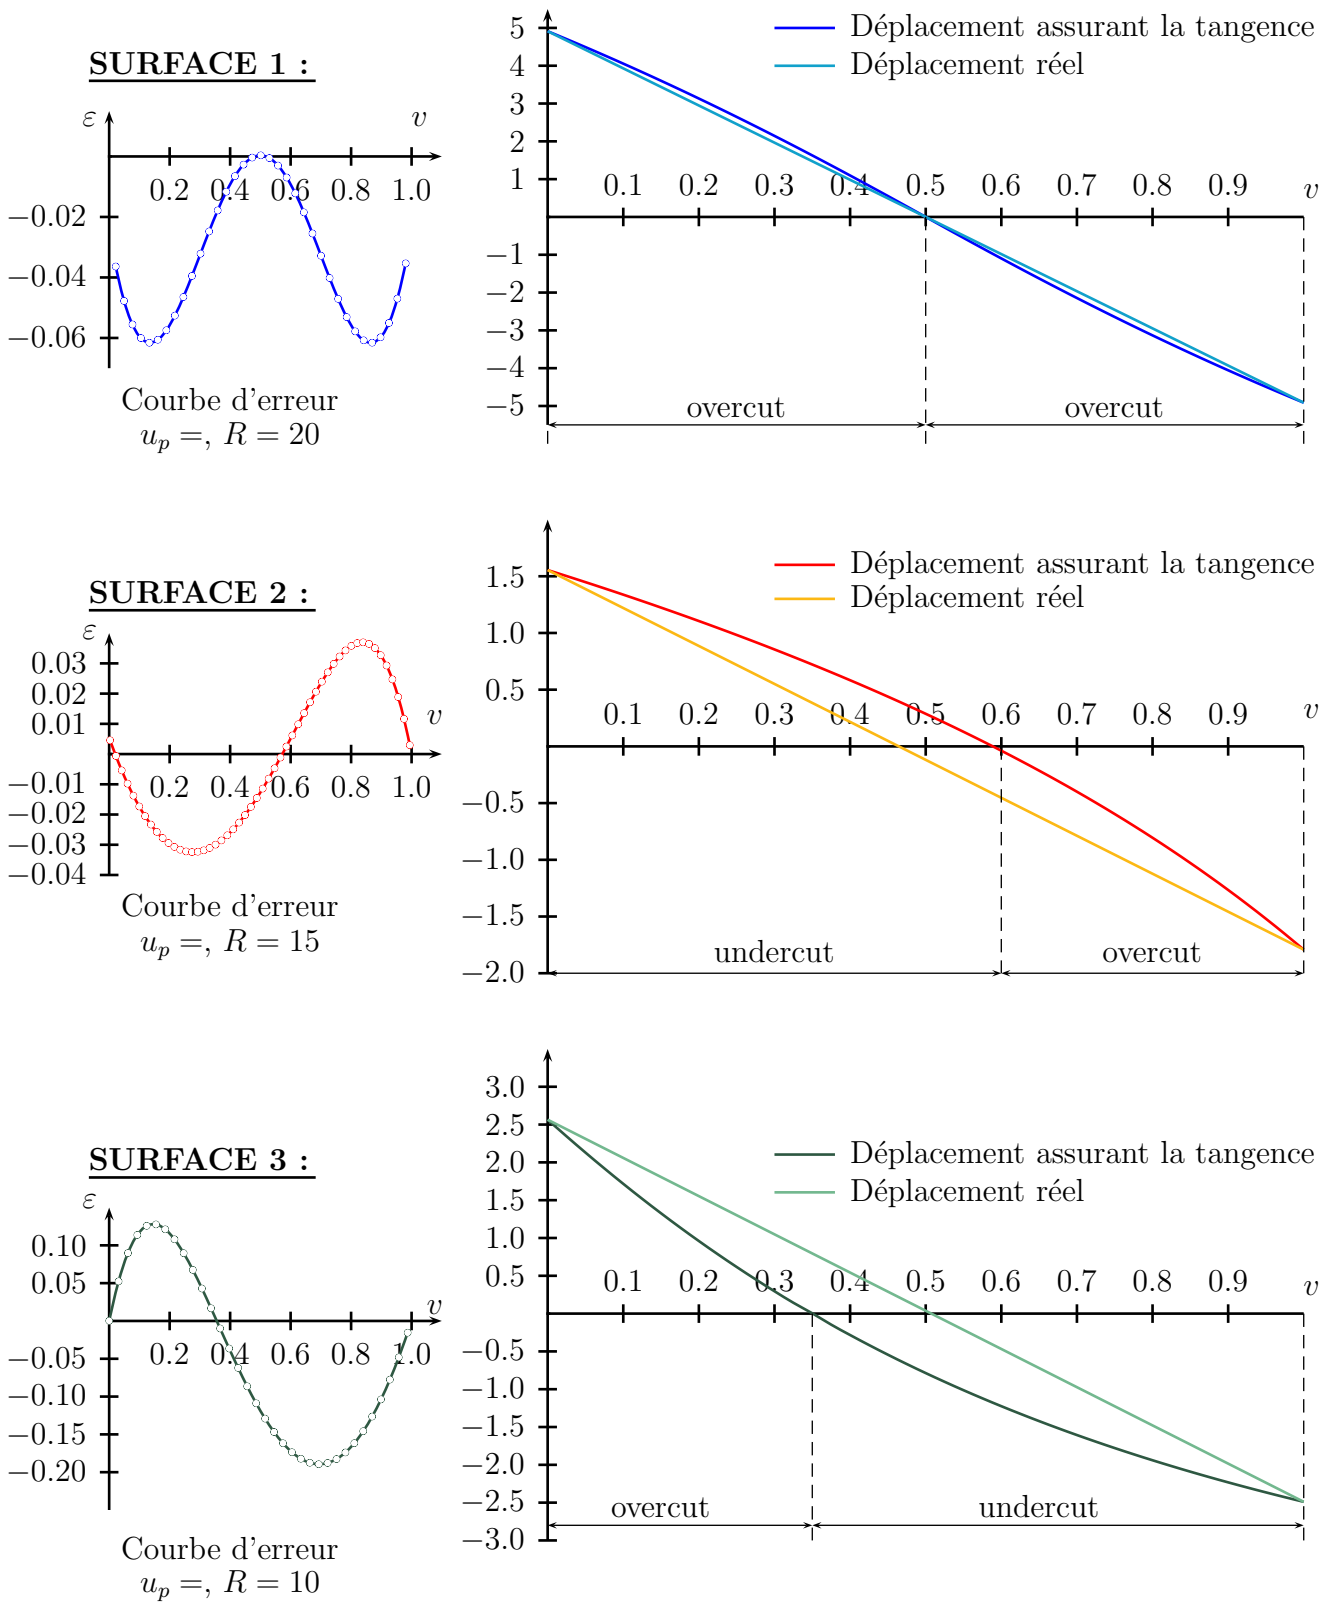 SURFACE 1 :
ε
v
0.2 0.4 0.6 0.8 1.0
−0.02
−0.04
−0.06
Courbe d'erreur
u_p =, R = 20
Déplacement assurant la tangence
Déplacement réel
5
4
3
2
1
−1
−2
−3
−4
−5
0.1 0.2 0.3 0.4 0.5 0.6 0.7 0.8 0.9
v
overcut overcut
SURFACE 2 :
ε
0.03
0.02
0.01
−0.01
−0.02
−0.03
−0.04
v
0.2 0.4 0.6 0.8 1.0
Courbe d'erreur
u_p =, R = 15
Déplacement assurant la tangence
Déplacement réel
1.5
1.0
0.5
−0.5
−1.0
−1.5
−2.0
0.1 0.2 0.3 0.4 0.5 0.6 0.7 0.8 0.9
v
undercut overcut
SURFACE 3 :
ε
0.10
0.05
−0.05
−0.10
−0.15
−0.20
v
0.2 0.4 0.6 0.8 1.0
Courbe d'erreur
u_p =, R = 10
Déplacement assurant la tangence
Déplacement réel
3.0
2.5
2.0
1.5
1.0
0.5
−0.5
−1.0
−1.5
−2.0
−2.5
−3.0
0.1 0.2 0.3 0.4 0.5 0.6 0.7 0.8 0.9
v
overcut undercut